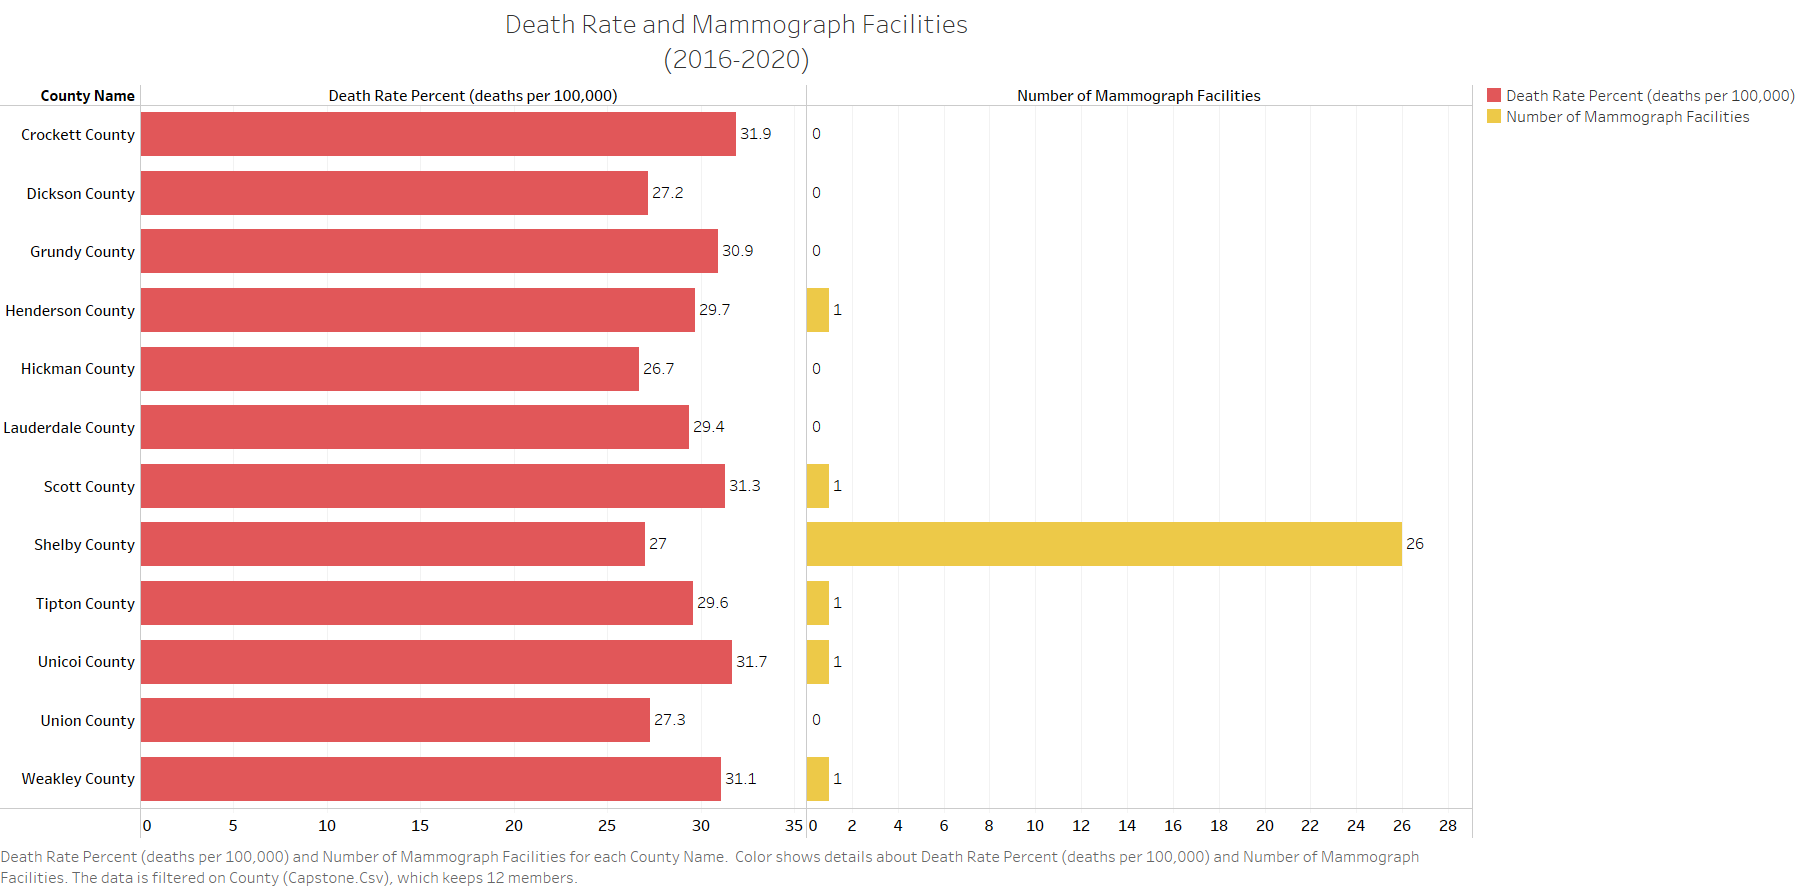 Death Rate and Mammograph Facilities
(2016-2020)
County Name Death Rate Percent (deaths per 100,000) Number of Mammograph Facilities
Death Rate Percent (deaths per 100,000)
Number of Mammograph Facilities
Crockett County 31.9 0
Dickson County 27.2 0
Grundy County 30.9 0
Henderson County 29.7 1
Hickman County 26.7 0
Lauderdale County 29.4 0
Scott County 31.3 1
Shelby County 27 26
Tipton County 29.6 1
Unicoi County 31.7 1
Union County 27.3 0
Weakley County 31.1 1
0 5 10 15 20 25 30 35 0 2 4 6 8 10 12 14 16 18 20 22 24 26 28
Death Rate Percent (deaths per 100,000) and Number of Mammograph Facilities for each County Name.  Color shows details about Death Rate Percent (deaths per 100,000) and Number of Mammograph
Facilities. The data is filtered on County (Capstone.Csv), which keeps 12 members.